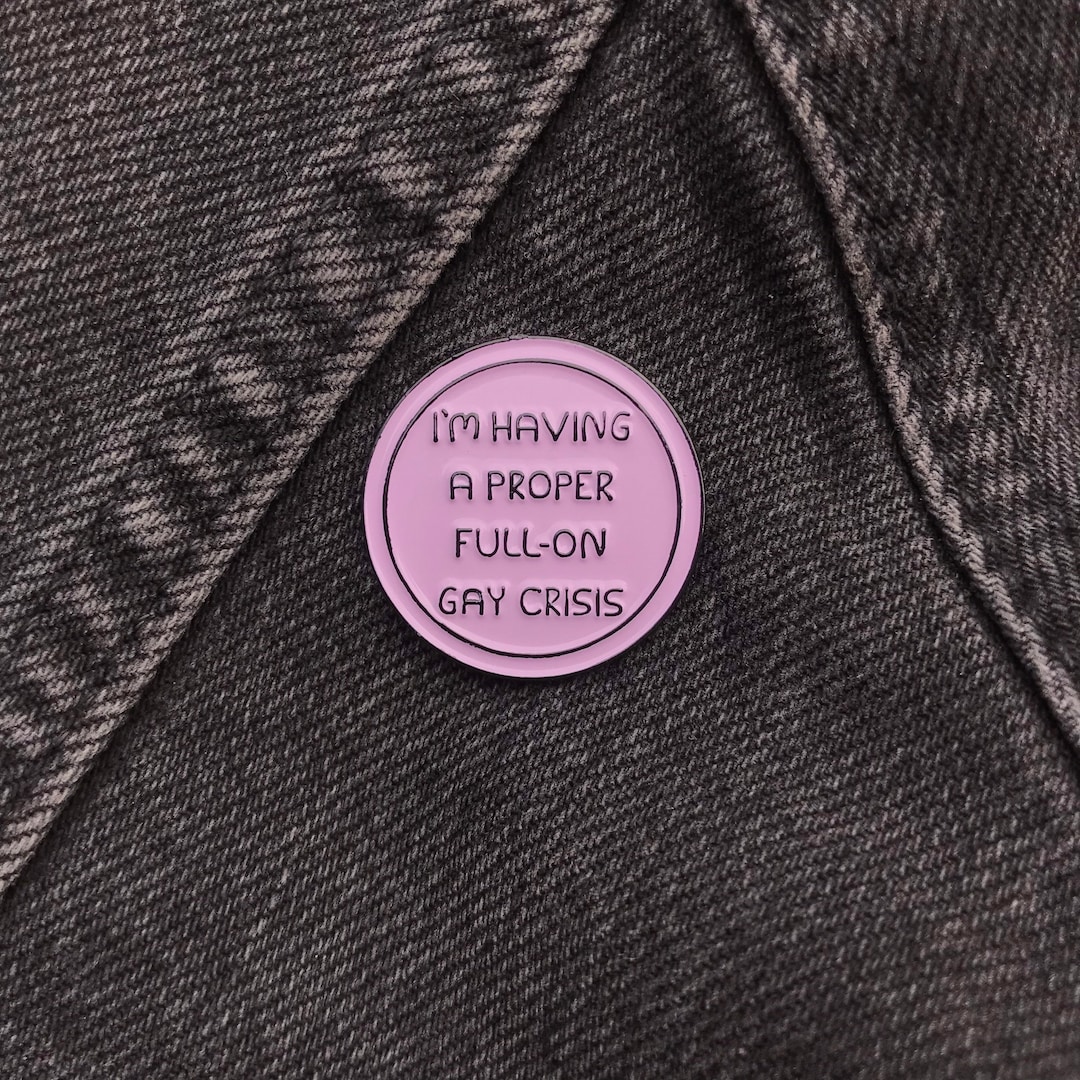 I'M HAVING
A PROPER
FULL-ON
GAY CRISIS